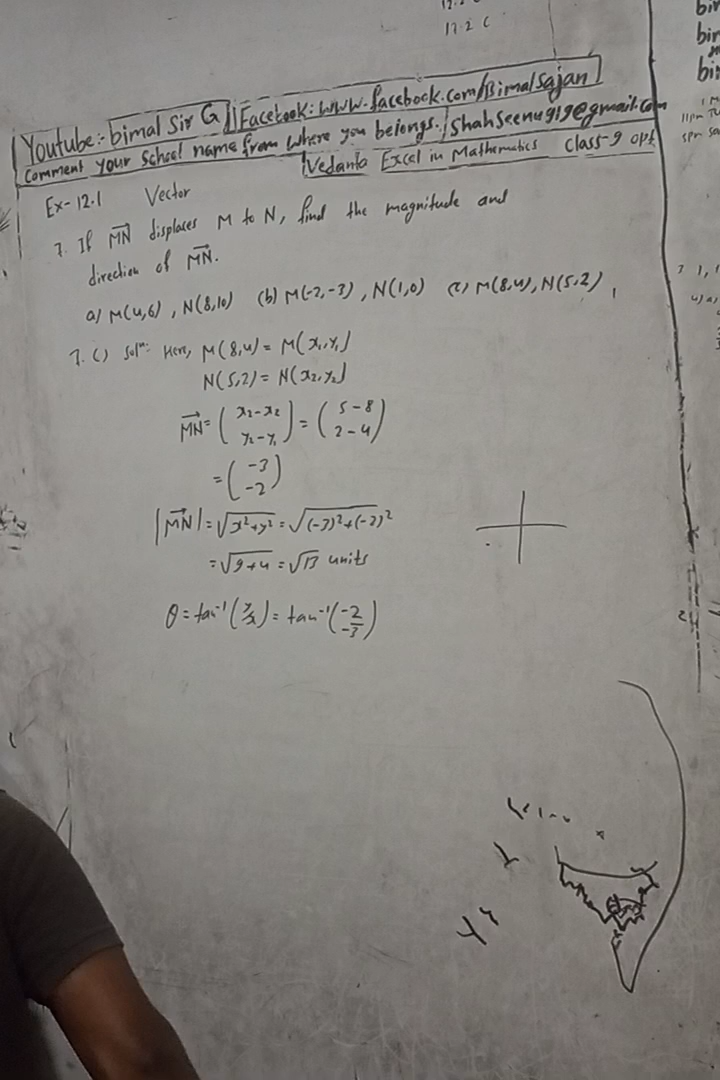 17.2 C
Youtube:- bimal Sir G Facebook: www.facebook.com/Bimalsajan
Comment your School name from where you belongs. shahseenu919@gmail.com
Vedanta Excel in Mathematics class-9 opt
Ex- 12.1 Vector
7. If MN displaces M to N, find the magnitude and
direction of MN.
a) M(4,6), N(8,10) (b) M(-2,-3), N(1,0) (c) M(8,4), N(5,2)
7. c) solⁿ: Here, M(8,4) = M(x₁,y₁)
N(5,2) = N(x₂,y₂)
MN = (x₂-x₂ y₂-y₁) = (5-8 2-4)
= (-3 -2)
|MN| = √x²+y² = √(-3)²+(-2)²
= √9+4 = √13 units
θ = tan⁻¹(y/x) = tan⁻¹(-2/-3)